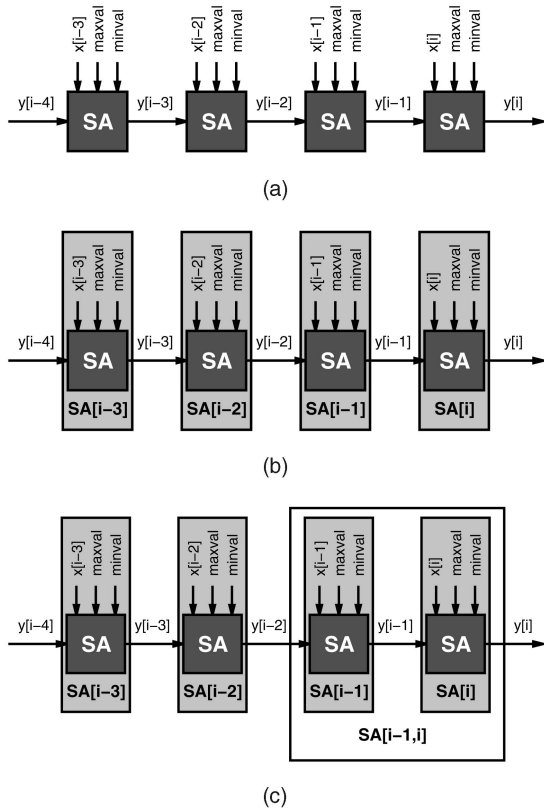 x[i−3] maxval minval x[i−2] maxval minval x[i−1] maxval minval x[i] maxval minval
y[i−4] SA y[i−3] SA y[i−2] SA y[i−1] SA y[i]
(a)
x[i−3] maxval minval x[i−2] maxval minval x[i−1] maxval minval x[i] maxval minval
y[i−4] SA y[i−3] SA y[i−2] SA y[i−1] SA y[i]
SA[i−3] SA[i−2] SA[i−1] SA[i]
(b)
x[i−3] maxval minval x[i−2] maxval minval x[i−1] maxval minval x[i] maxval minval
y[i−4] SA y[i−3] SA y[i−2] SA y[i−1] SA y[i]
SA[i−3] SA[i−2] SA[i−1] SA[i]
SA[i−1,i]
(c)